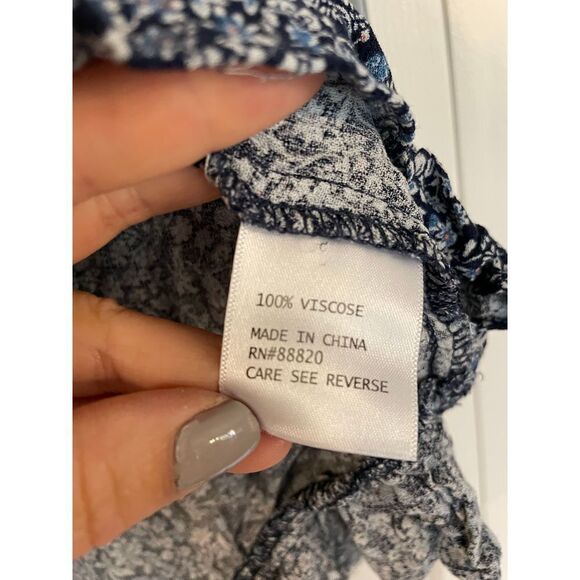 100% VISCOSE
MADE IN CHINA
RN#88820
CARE SEE REVERSE